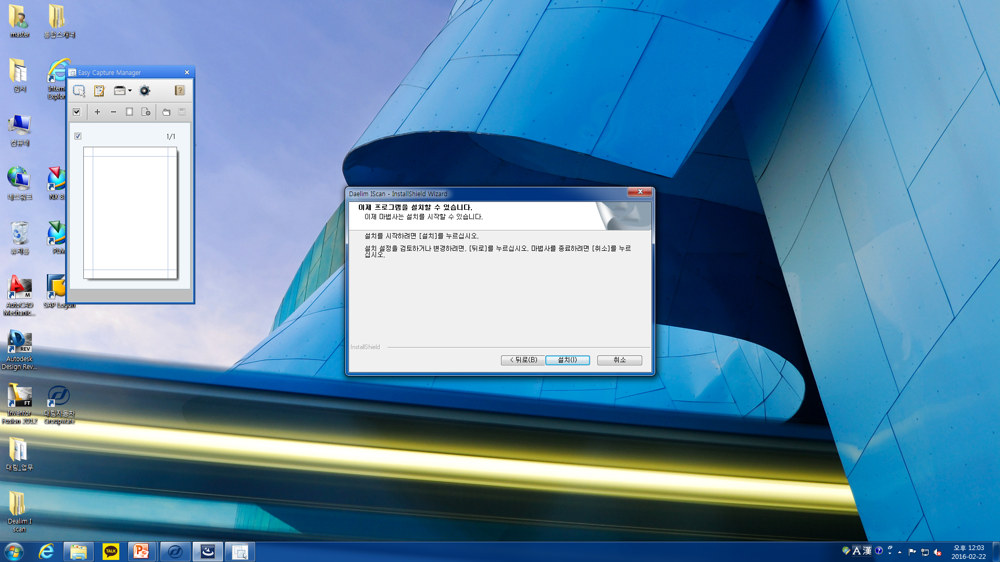 master
통합스캐너
임시
Intern
Explor
컴퓨터
네트워크
NX 8.
휴지통
PLM
AutoCAD
Mechanic...
M
SAP Logon
REV
Autodesk
Design Rev...
FT
Inventor
Fusion 2012
대림자동차
Groupware
대림_업무
Dealim I
scan
Easy Capture Manager
1/1
Daelim IScan - InstallShield Wizard
이제 프로그램을 설치할 수 있습니다.
이제 마법사는 설치를 시작할 수 있습니다.
설치를 시작하려면 [설치]를 누르십시오.
설치 설정을 검토하거나 변경하려면, [뒤로]를 누르십시오. 마법사를 종료하려면 [취소]를 누르
십시오.
InstallShield
< 뒤로(B)
설치(I)
취소
TALK
A 漢
오후 12:03
2016-02-22